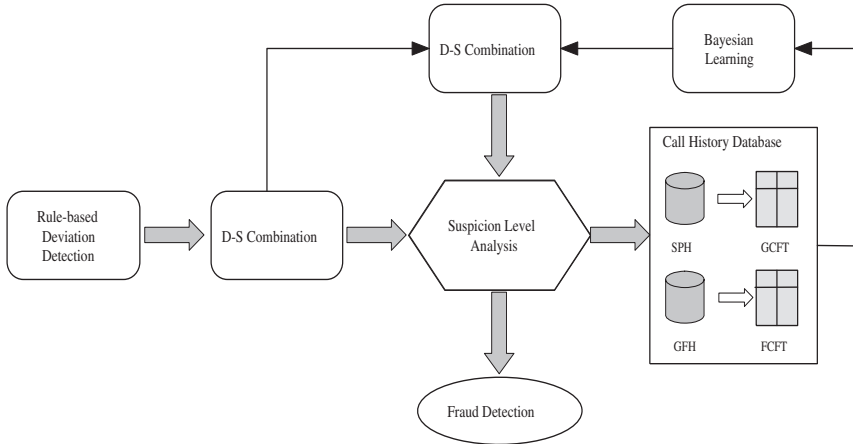 D-S Combination
Bayesian
Learning
Call History Database
Rule-based
Deviation
Detection
D-S Combination
Suspicion Level
Analysis
SPH
GCFT
GFH
FCFT
Fraud Detection